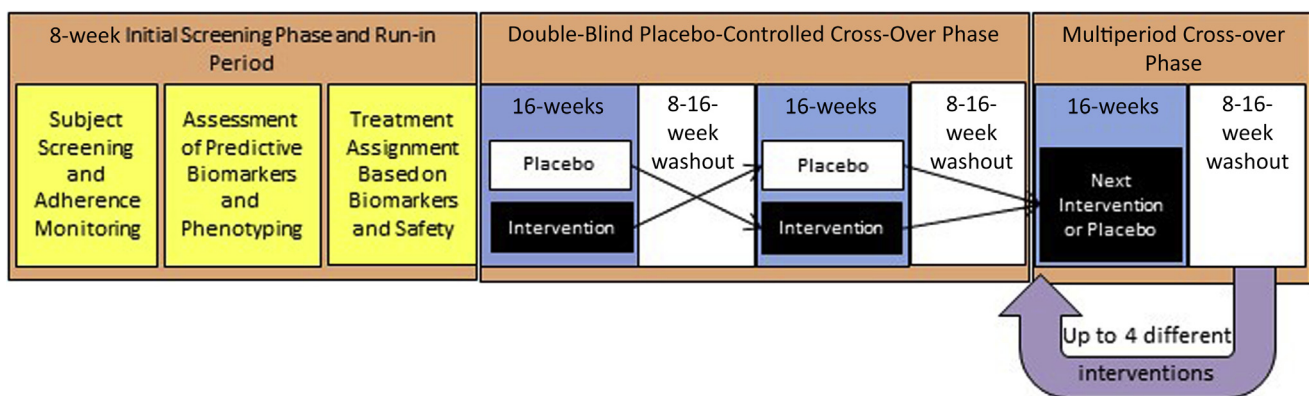 8-week Initial Screening Phase and Run-in
Period
Subject
Screening
and
Adherence
Monitoring
Assessment
of Predictive
Biomarkers
and
Phenotyping
Treatment
Assignment
Based on
Biomarkers
and Safety
Double-Blind Placebo-Controlled Cross-Over Phase
16-weeks
Placebo
Intervention
8-16-
week
washout
16-weeks
Placebo
Intervention
8-16-
week
washout
Multiperiod Cross-over
Phase
16-weeks
Next
Intervention
or Placebo
8-16-
week
washout
Up to 4 different
interventions